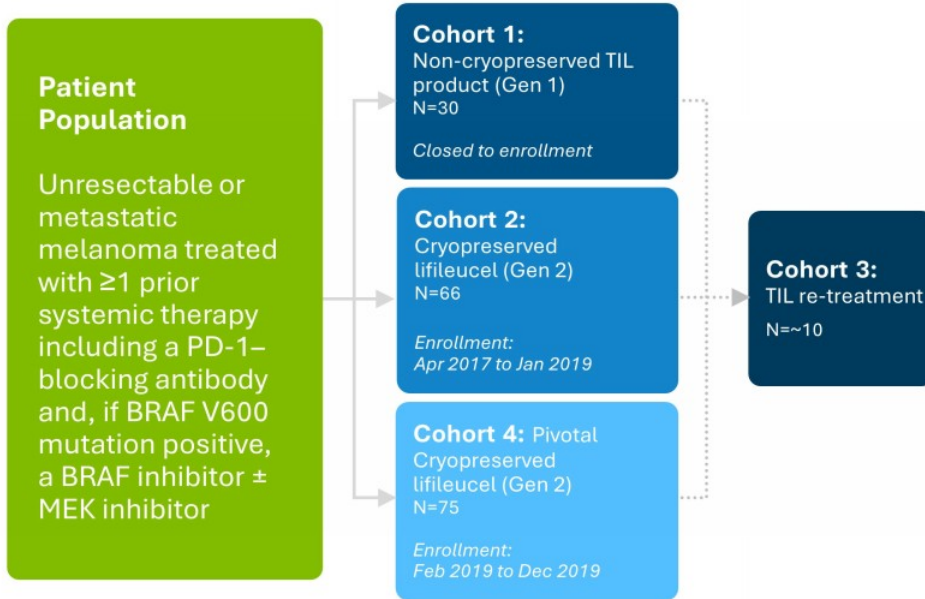 Patient
Population
Unresectable or
metastatic
melanoma treated
with ≥1 prior
systemic therapy
including a PD-1–
blocking antibody
and, if BRAF V600
mutation positive,
a BRAF inhibitor ±
MEK inhibitor
Cohort 1:
Non-cryopreserved TIL
product (Gen 1)
N=30
Closed to enrollment
Cohort 2:
Cryopreserved
lifileucel (Gen 2)
N=66
Enrollment:
Apr 2017 to Jan 2019
Cohort 4: Pivotal
Cryopreserved
lifileucel (Gen 2)
N=75
Enrollment:
Feb 2019 to Dec 2019
Cohort 3:
TIL re-treatment
N=~10